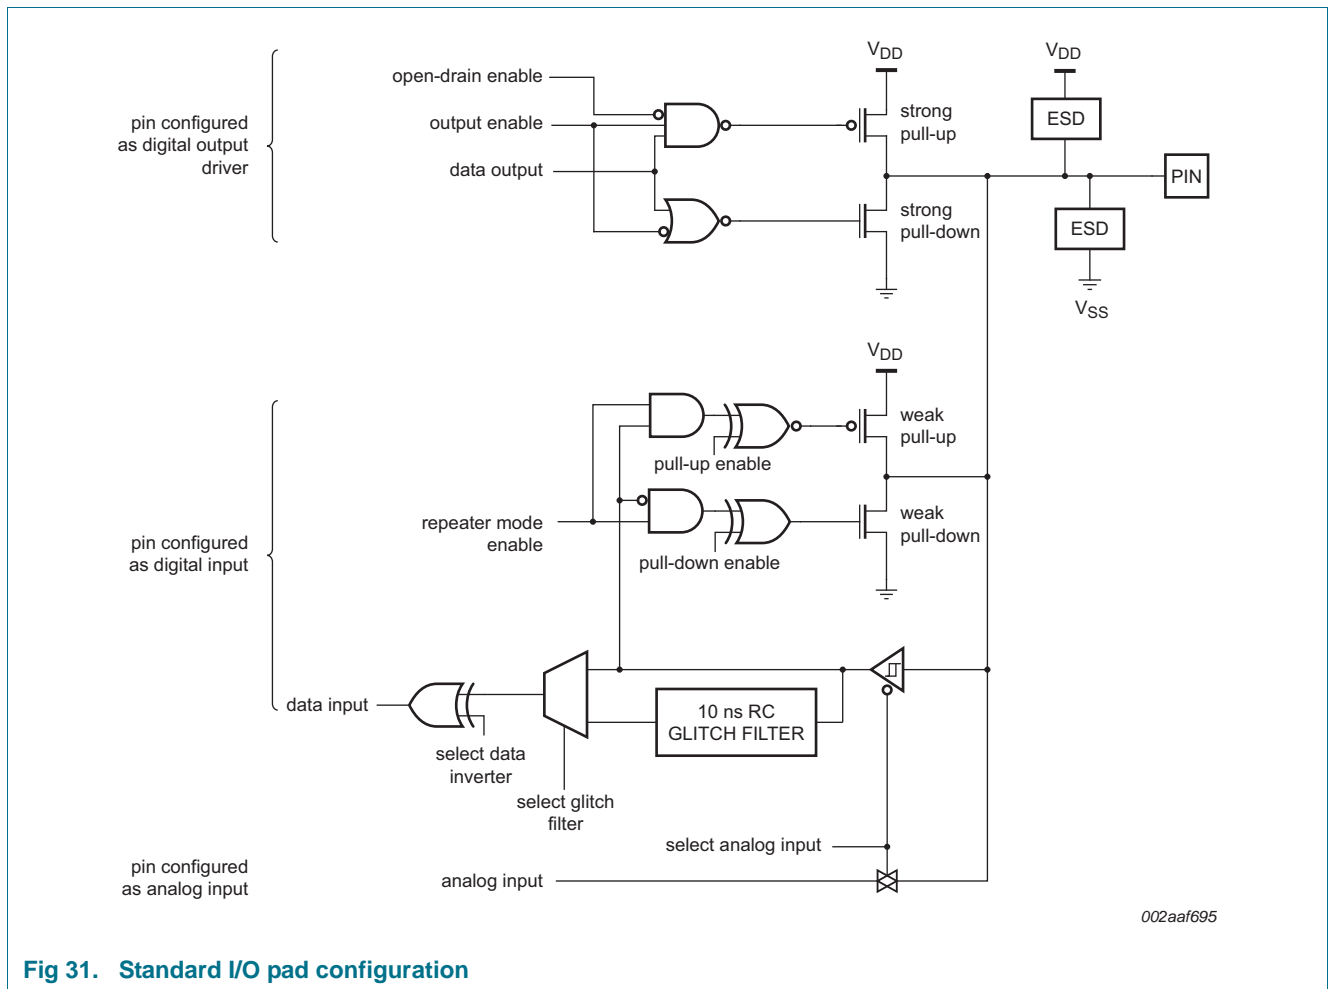 VDD
VDD
open-drain enable
strong
pull-up
ESD
pin configured
as digital output
driver
output enable
data output
PIN
strong
pull-down
ESD
VSS
VDD
weak
pull-up
pull-up enable
repeater mode
enable
weak
pull-down
pin configured
as digital input
pull-down enable
data input
10 ns RC
GLITCH FILTER
select data
inverter
select glitch
filter
select analog input
pin configured
as analog input
analog input
002aaf695
Fig 31. Standard I/O pad configuration